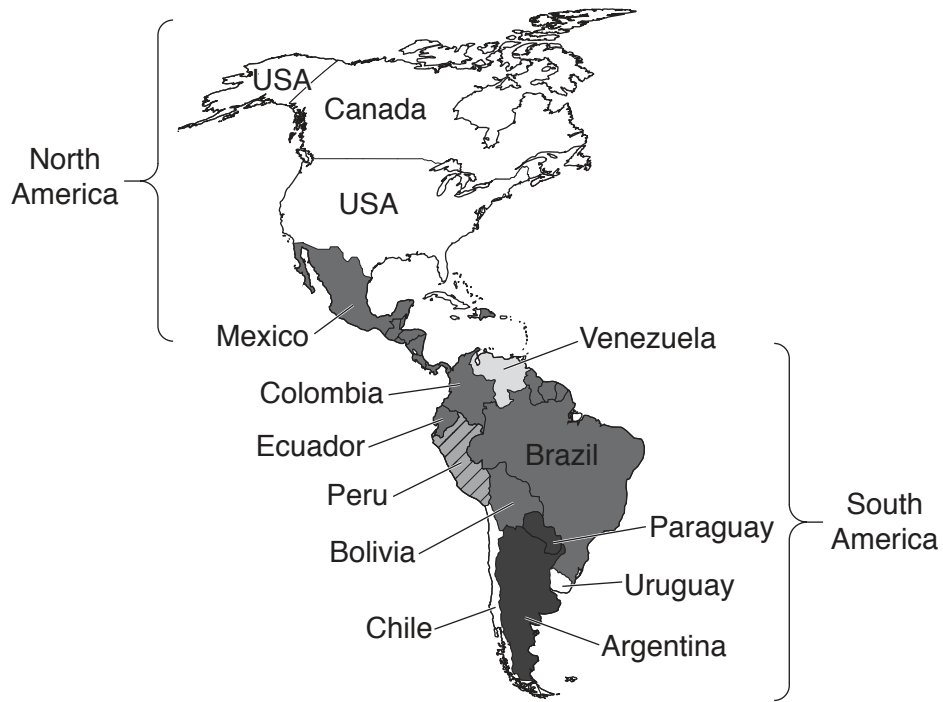 USA
Canada
North
America
USA
Mexico
Venezuela
Colombia
Ecuador
Brazil
Peru
South
America
Paraguay
Bolivia
Uruguay
Chile
Argentina